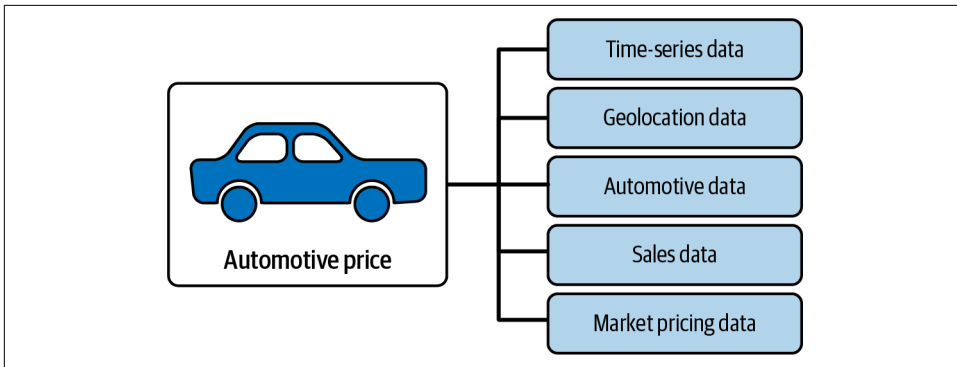 Time-series data
Geolocation data
Automotive data
Sales data
Market pricing data
Automotive price